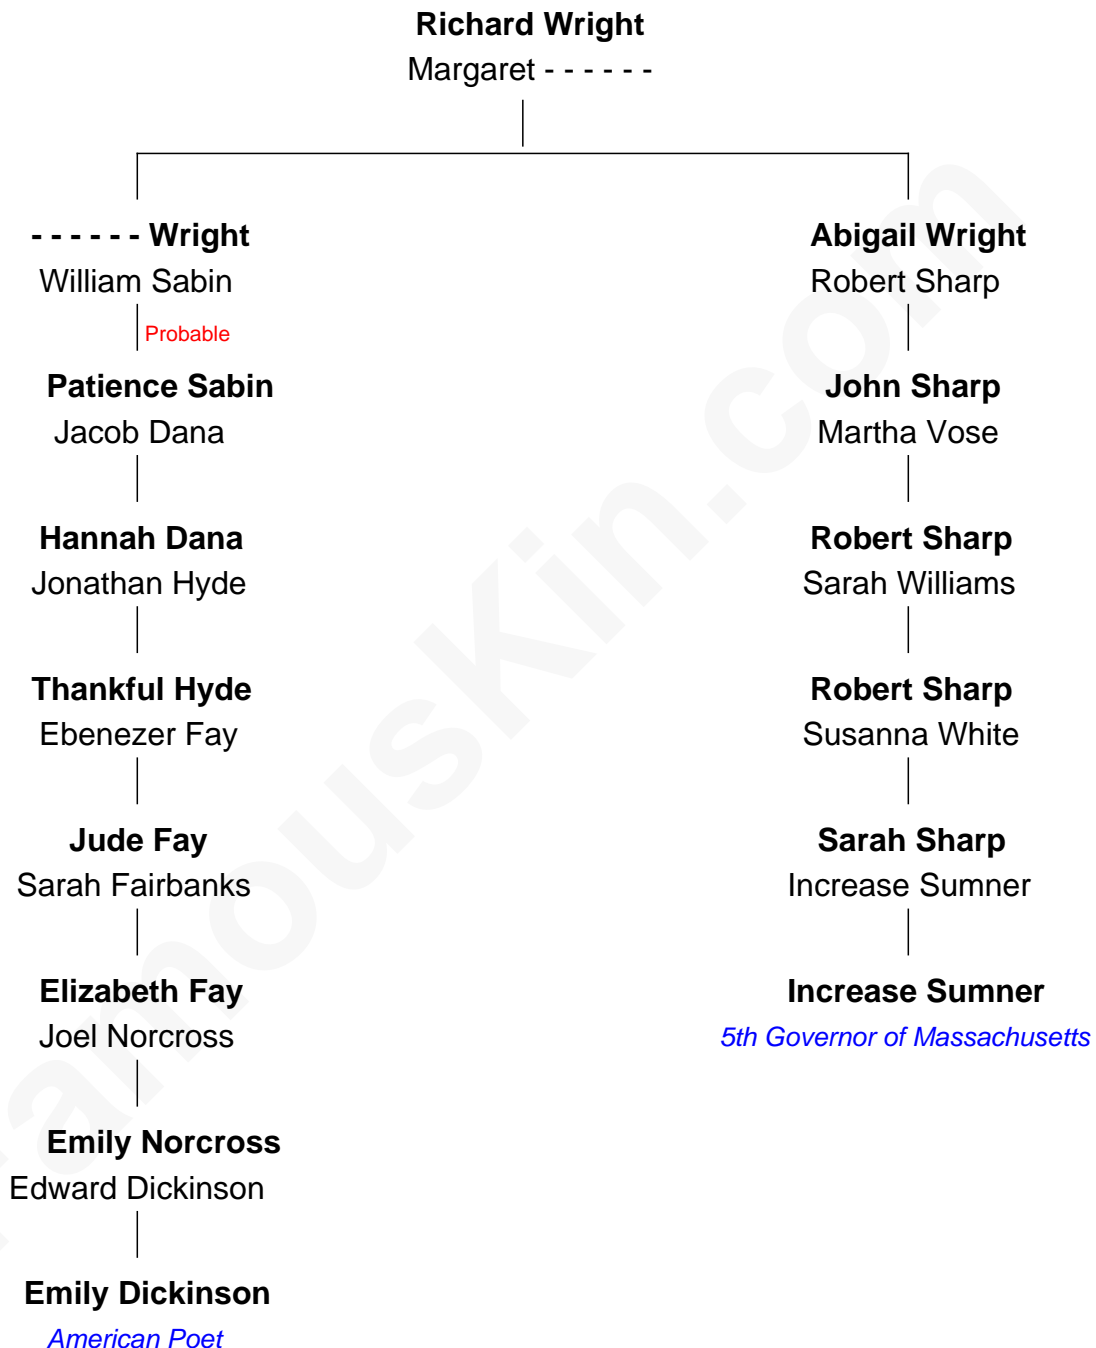 Richard Wright
Margaret - - - - - -
- - - - - - Wright
William Sabin
Probable
Patience Sabin
Jacob Dana
Hannah Dana
Jonathan Hyde
Thankful Hyde
Ebenezer Fay
Jude Fay
Sarah Fairbanks
Elizabeth Fay
Joel Norcross
Emily Norcross
Edward Dickinson
Emily Dickinson
American Poet
Abigail Wright
Robert Sharp
John Sharp
Martha Vose
Robert Sharp
Sarah Williams
Robert Sharp
Susanna White
Sarah Sharp
Increase Sumner
Increase Sumner
5th Governor of Massachusetts
FamousKin.com